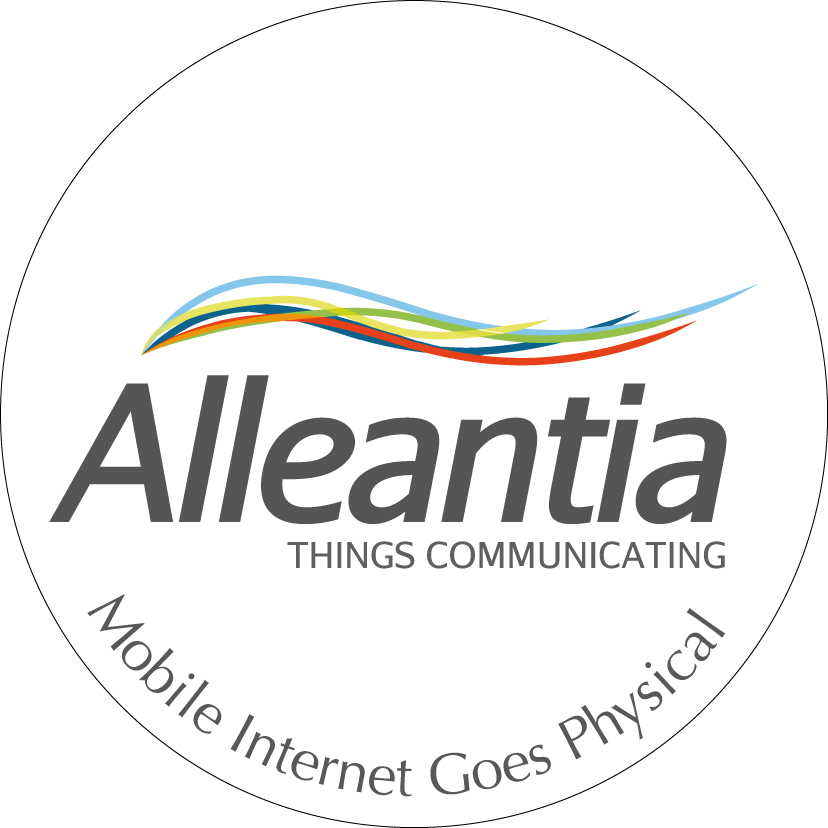 Alleantia
THINGS COMMUNICATING
Mobile Internet Goes Physical